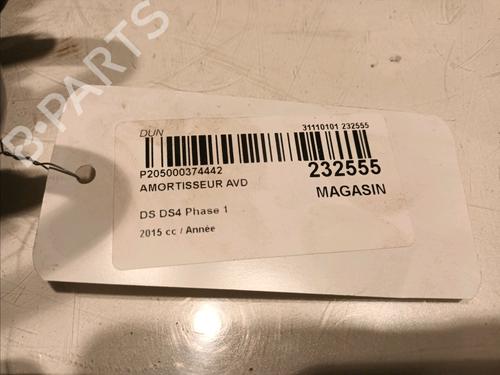 B-PARTS
DUN
31110101 232555
P205000374442
232555
AMORTISSEUR AVD
MAGASIN
DS DS4 Phase 1
2015 cc / Année